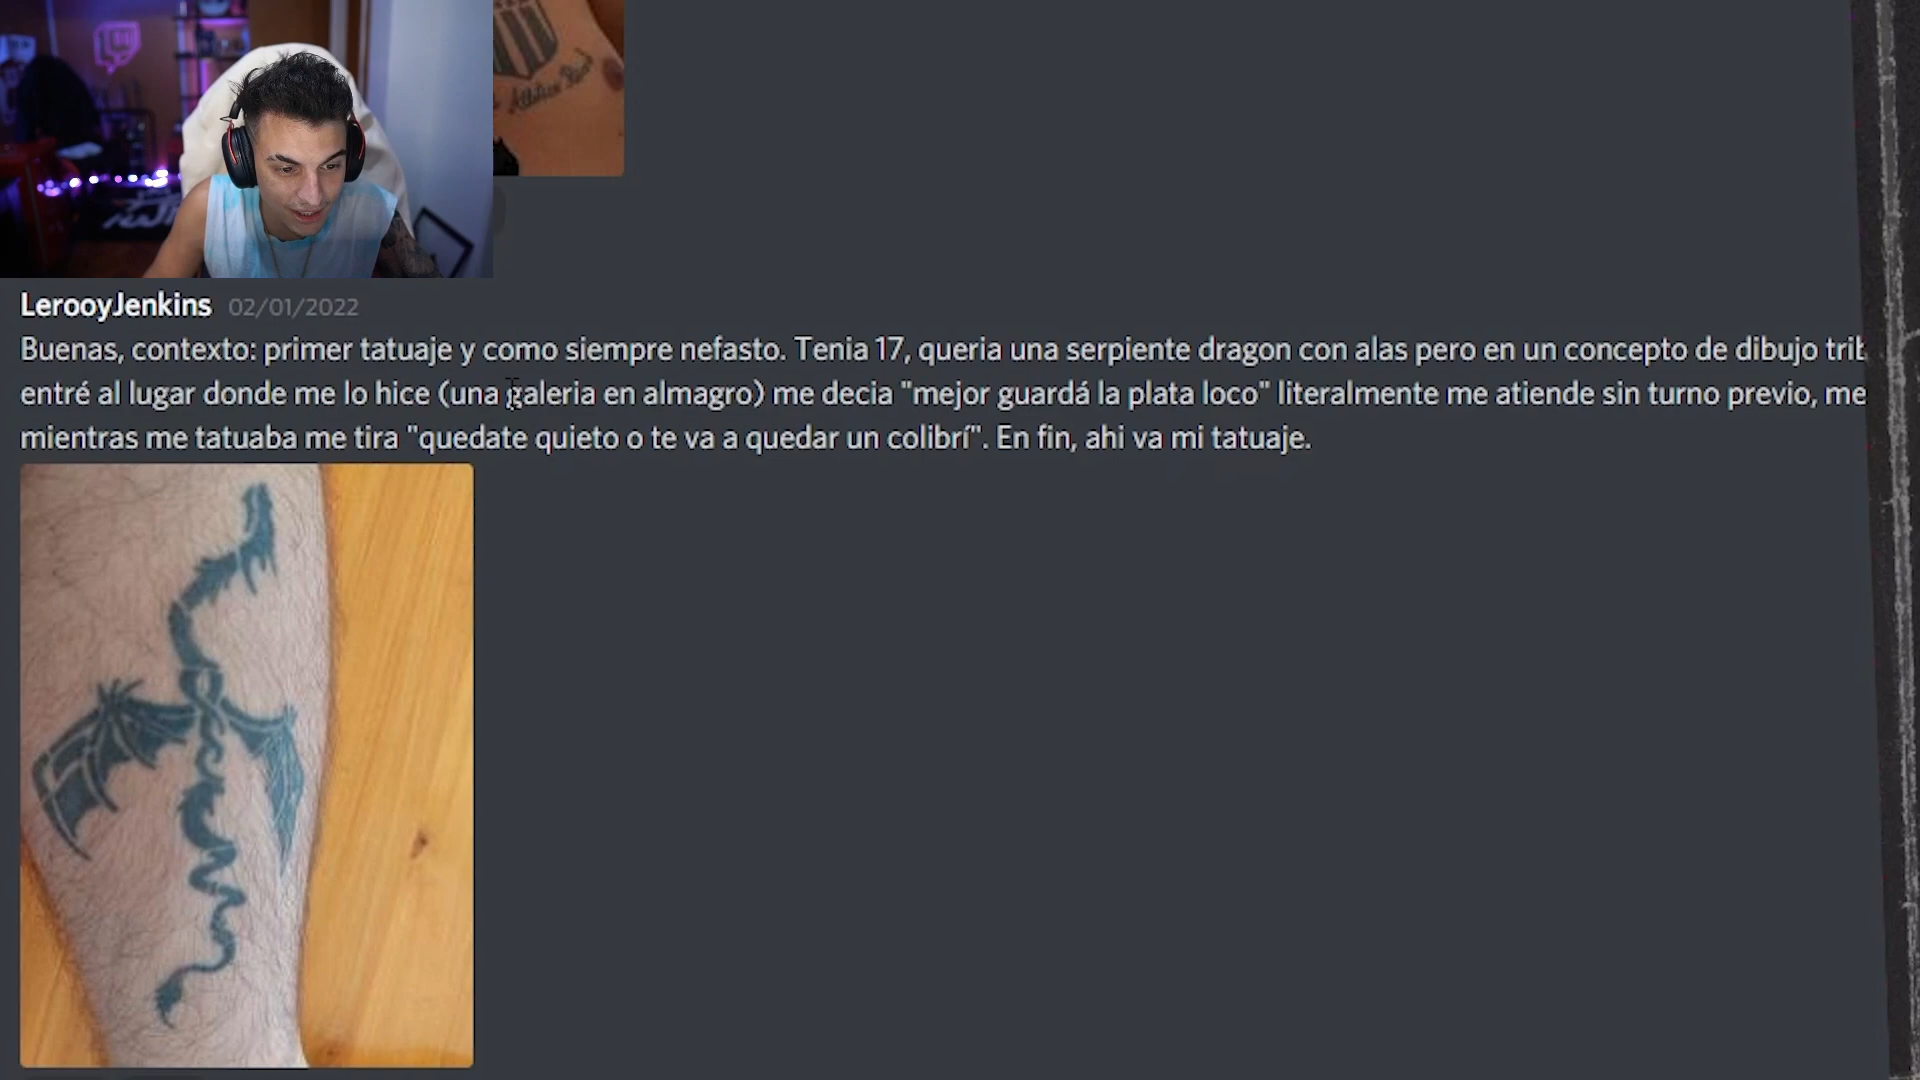 Atlético
LerooyJenkins 02/01/2022
Buenas, contexto: primer tatuaje y como siempre nefasto. Tenia 17, queria una serpiente dragon con alas pero en un concepto de dibujo trib
entré al lugar donde me lo hice (una galeria en almagro) me decia "mejor guardá la plata loco" literalmente me atiende sin turno previo, me
mientras me tatuaba me tira "quedate quieto o te va a quedar un colibrí". En fin, ahi va mi tatuaje.